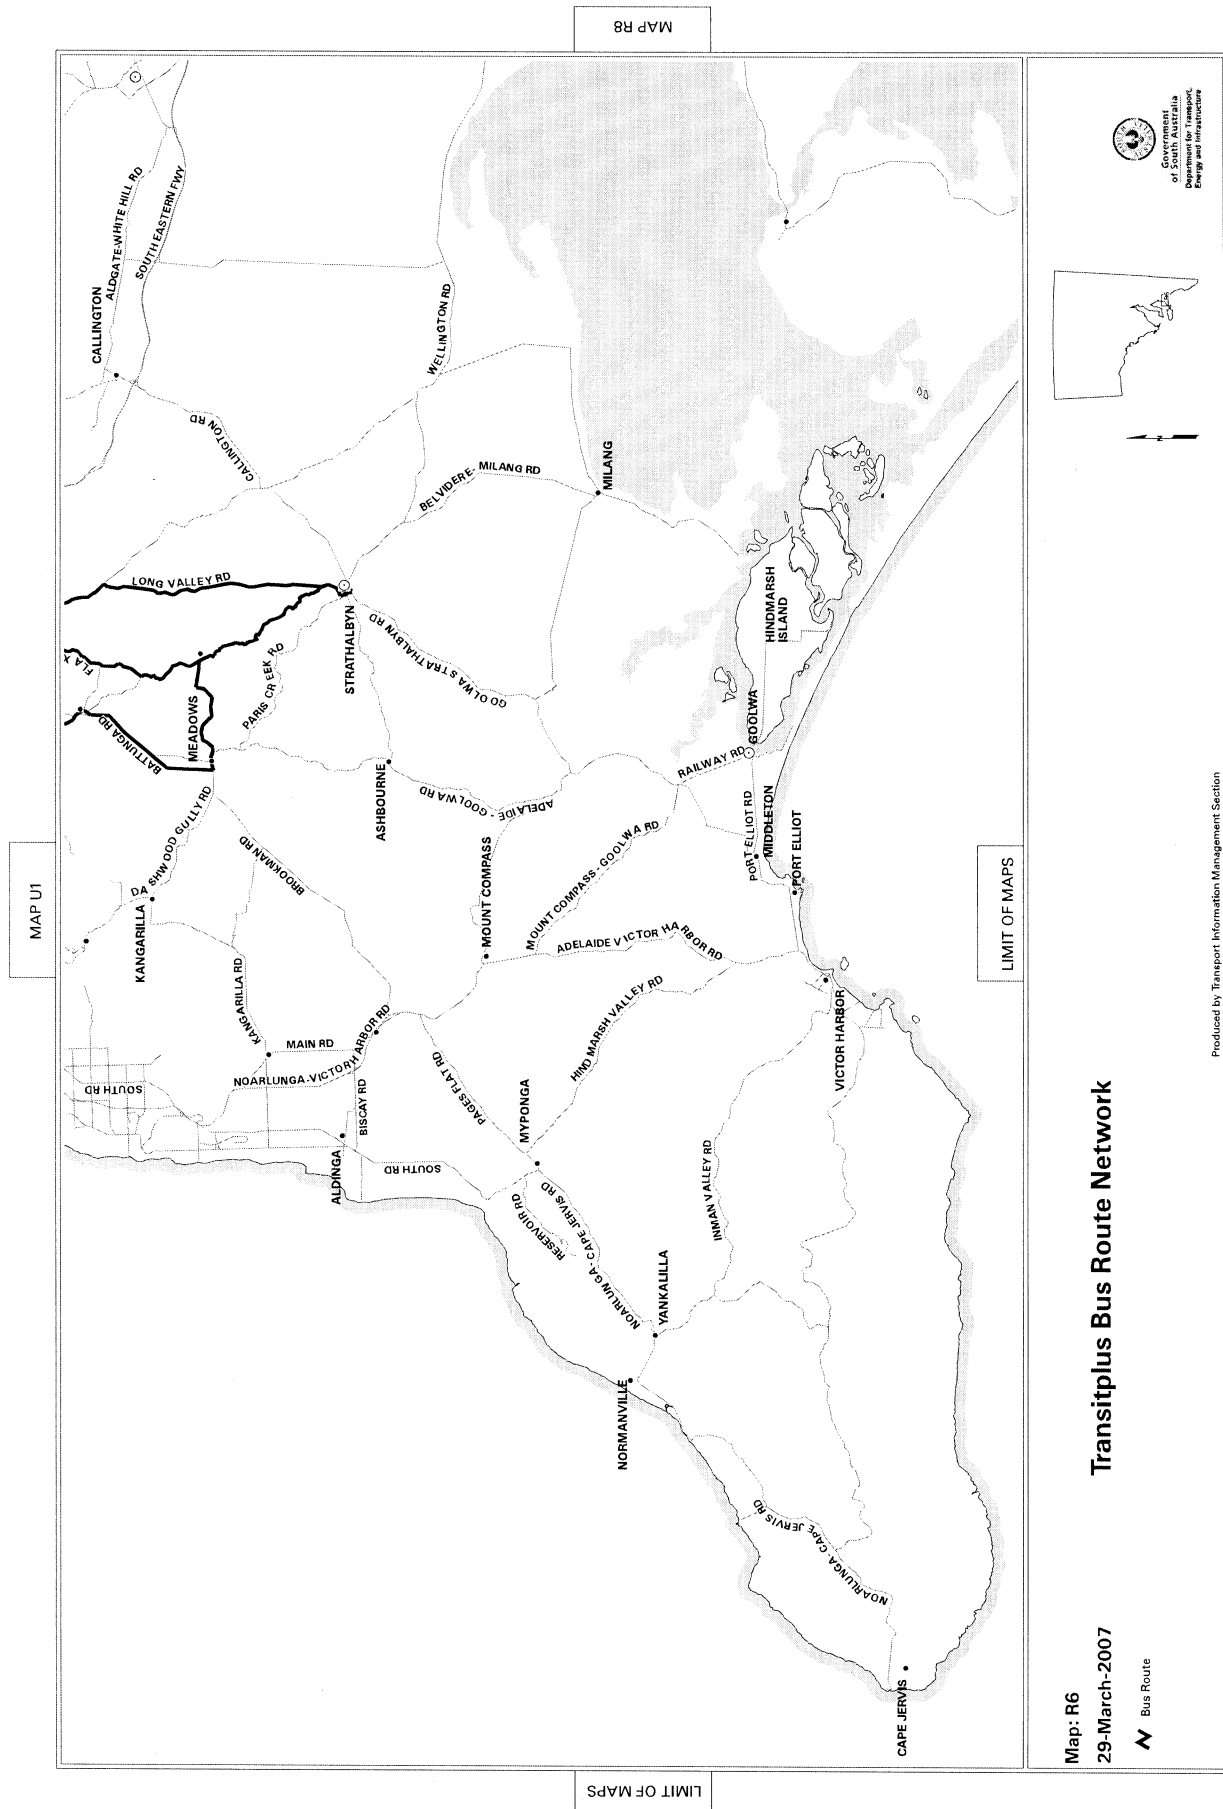 MAP R8
MAP U1
LIMIT OF MAPS
LIMIT OF MAPS
CALLINGTON
ALDGATE-WHITE HILL RD
SOUTH EASTERN FWY
CALLINGTON RD
WELLINGTON RD
BELVIDERE-MILANG RD
MILANG
LONG VALLEY RD
STRATHALBYN
GOOLWA STRATHALBYN RD
PARIS CREEK RD
FLAX
BATTUNGA RD
MEADOWS
ASHBOURNE
ADELAIDE - GOOLWA RD
HINDMARSH
ISLAND
GOOLWA
RAILWAY RD
PORT ELLIOT RD
MIDDLETON
PORT ELLIOT
DASHWOOD GULLY RD
BROOKMAN RD
KANGARILLA
KANGARILLA RD
MOUNT COMPASS
MOUNT COMPASS - GOOLWA RD
ADELAIDE VICTOR HARBOR RD
HINDMARSH VALLEY RD
VICTOR HARBOR
MAIN RD
NOARLUNGA-VICTOR HARBOR RD
SOUTH RD
BISCAY RD
ALDINGA
SOUTH RD
PAGES FLAT RD
MYPONGA
RESERVOIR RD
NOARLUNGA - CAPE JERVIS RD
INMAN VALLEY RD
YANKALILLA
NORMANVILLE
NOARLUNGA - CAPE JERVIS RD
CAPE JERVIS
Map: R6
29-March-2007
Bus Route
Transitplus Bus Route Network
Produced by Transport Information Management Section
N
Government
of South Australia
Department for Transport,
Energy and Infrastructure